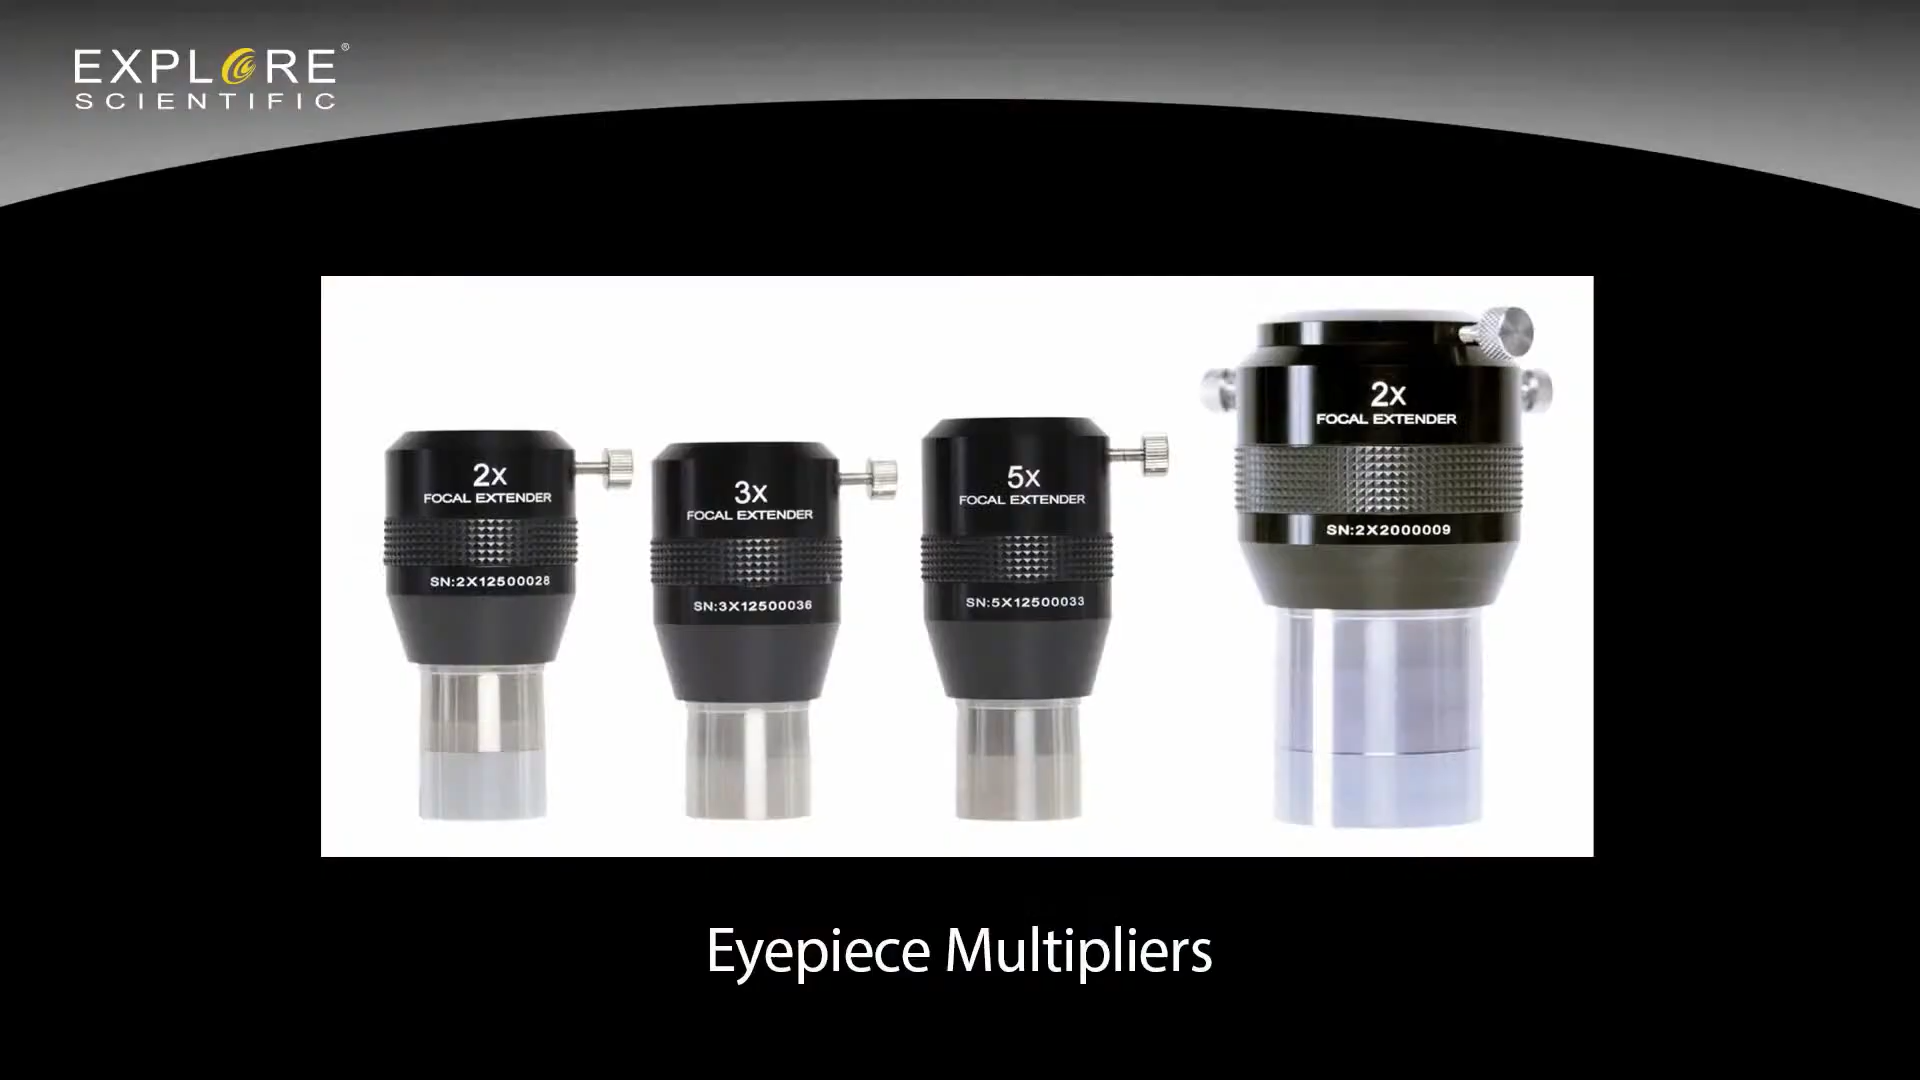 EXPLORE®
SCIENTIFIC
2x
FOCAL EXTENDER
SN:2X12500028
3x
FOCAL EXTENDER
SN:3X12500036
5x
FOCAL EXTENDER
SN:5X12500033
2x
FOCAL EXTENDER
SN:2X2000009
Eyepiece Multipliers